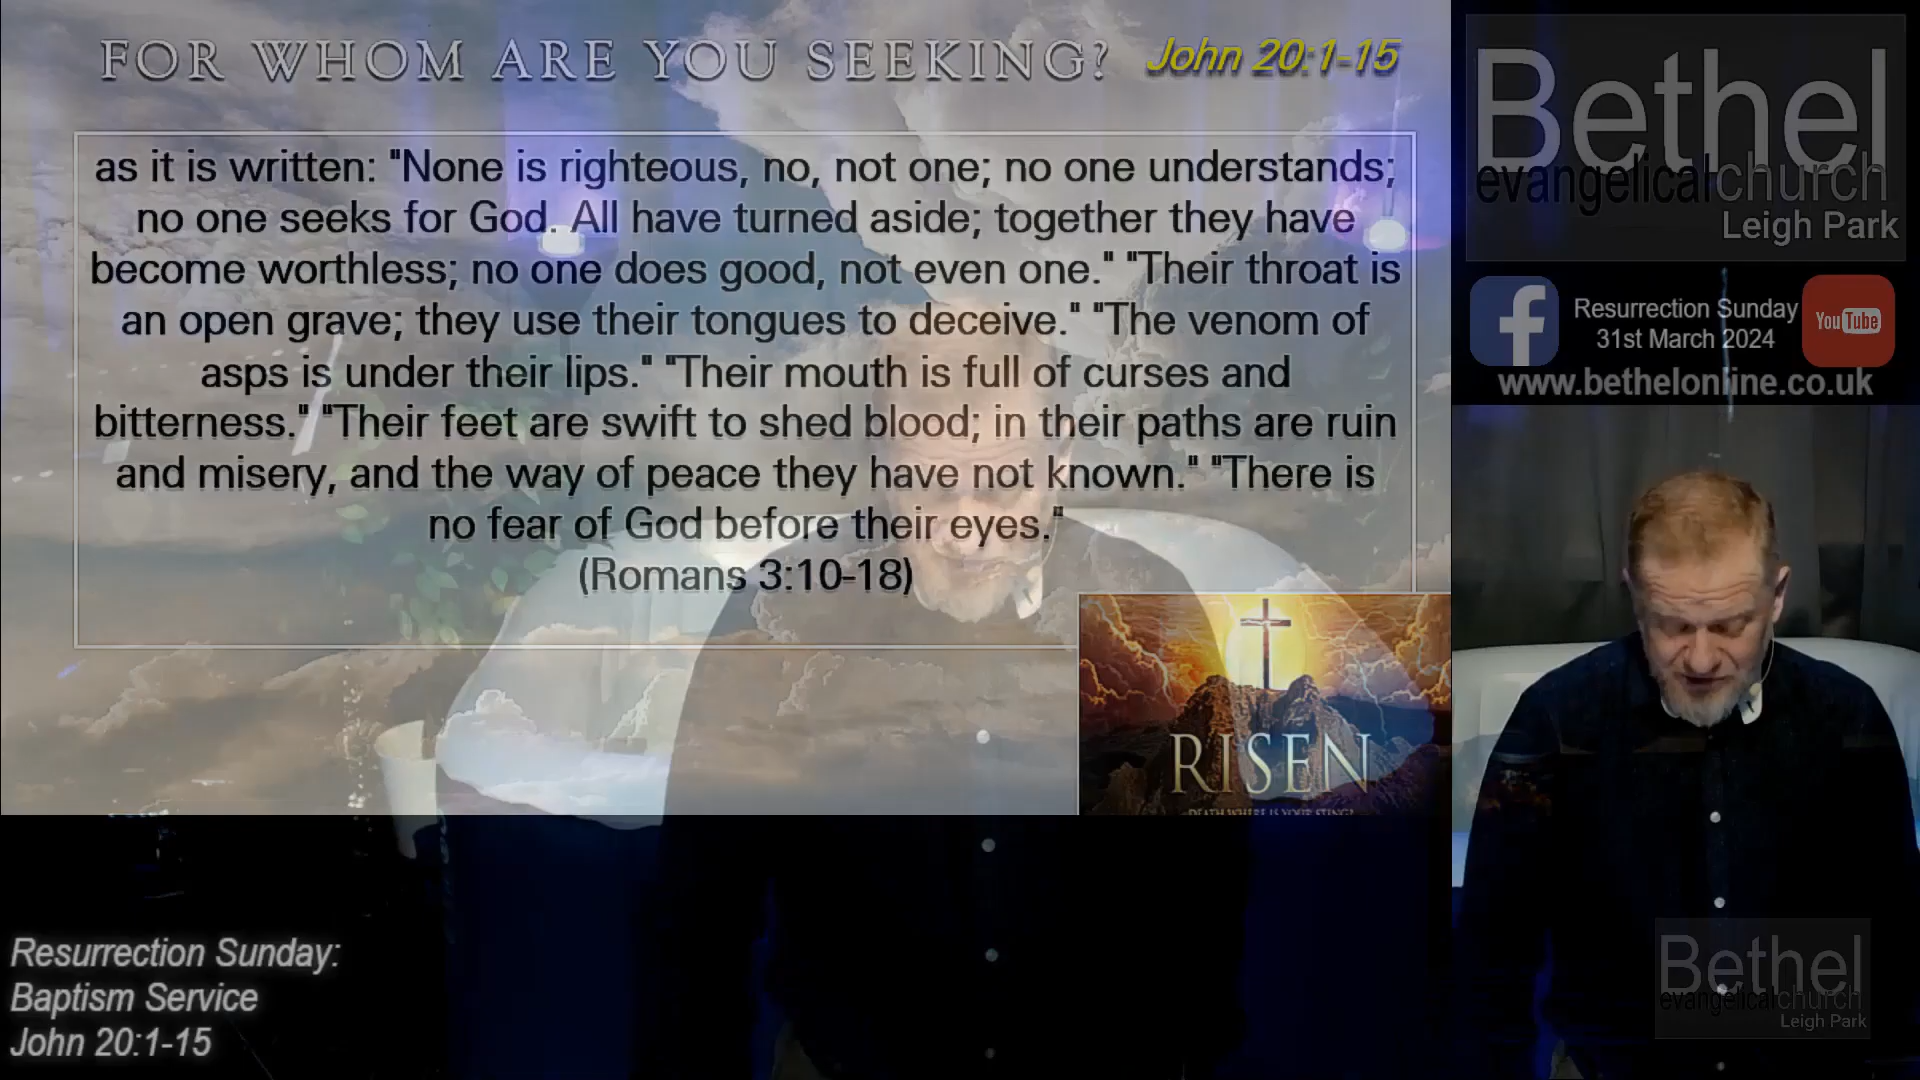 FOR WHOM ARE YOU SEEKING? John 20:1-15
as it is written: "None is righteous, no, not one; no one understands;
no one seeks for God. All have turned aside; together they have
become worthless; no one does good, not even one." "Their throat is
an open grave; they use their tongues to deceive." "The venom of
asps is under their lips." "Their mouth is full of curses and
bitterness." "Their feet are swift to shed blood; in their paths are ruin
and misery, and the way of peace they have not known." "There is
no fear of God before their eyes."
(Romans 3:10-18)
RISEN
DEATH WHERE IS YOUR STING?
Resurrection Sunday:
Baptism Service
John 20:1-15
Bethel
evangelicalchurch
Leigh Park
Resurrection Sunday
31st March 2024
YouTube
www.bethelonline.co.uk
Bethel
evangelicalchurch
Leigh Park